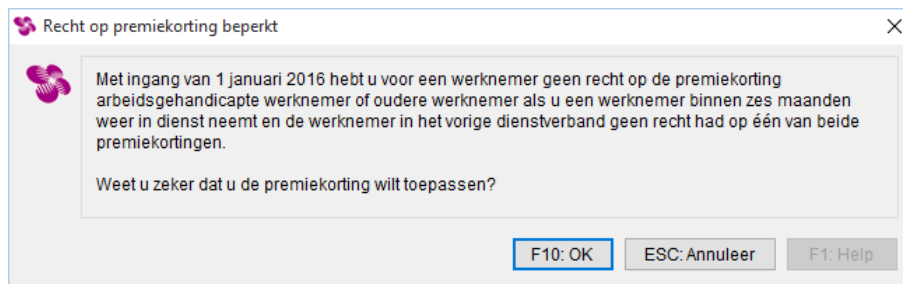 Recht op premiekorting beperkt
Met ingang van 1 januari 2016 hebt u voor een werknemer geen recht op de premiekorting
arbeidsgehandicapte werknemer of oudere werknemer als u een werknemer binnen zes maanden
weer in dienst neemt en de werknemer in het vorige dienstverband geen recht had op één van beide
premiekortingen.
Weet u zeker dat u de premiekorting wilt toepassen?
F10: OK
ESC: Annuleer
F1: Help